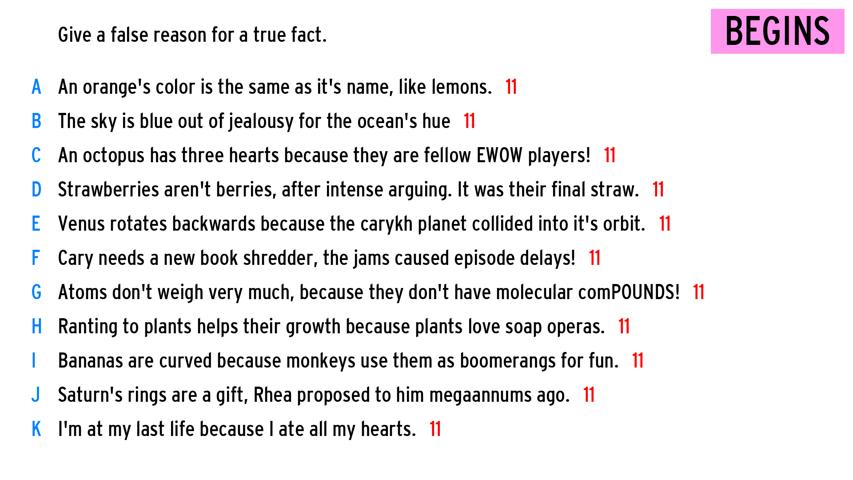 Give a false reason for a true fact.
BEGINS
A An orange's color is the same as it's name, like lemons. 11
B The sky is blue out of jealousy for the ocean's hue 11
C An octopus has three hearts because they are fellow EWOW players! 11
D Strawberries aren't berries, after intense arguing. It was their final straw. 11
E Venus rotates backwards because the carykh planet collided into it's orbit. 11
F Cary needs a new book shredder, the jams caused episode delays! 11
G Atoms don't weigh very much, because they don't have molecular comPOUNDS! 11
H Ranting to plants helps their growth because plants love soap operas. 11
I Bananas are curved because monkeys use them as boomerangs for fun. 11
J Saturn's rings are a gift, Rhea proposed to him megaannums ago. 11
K I'm at my last life because I ate all my hearts. 11